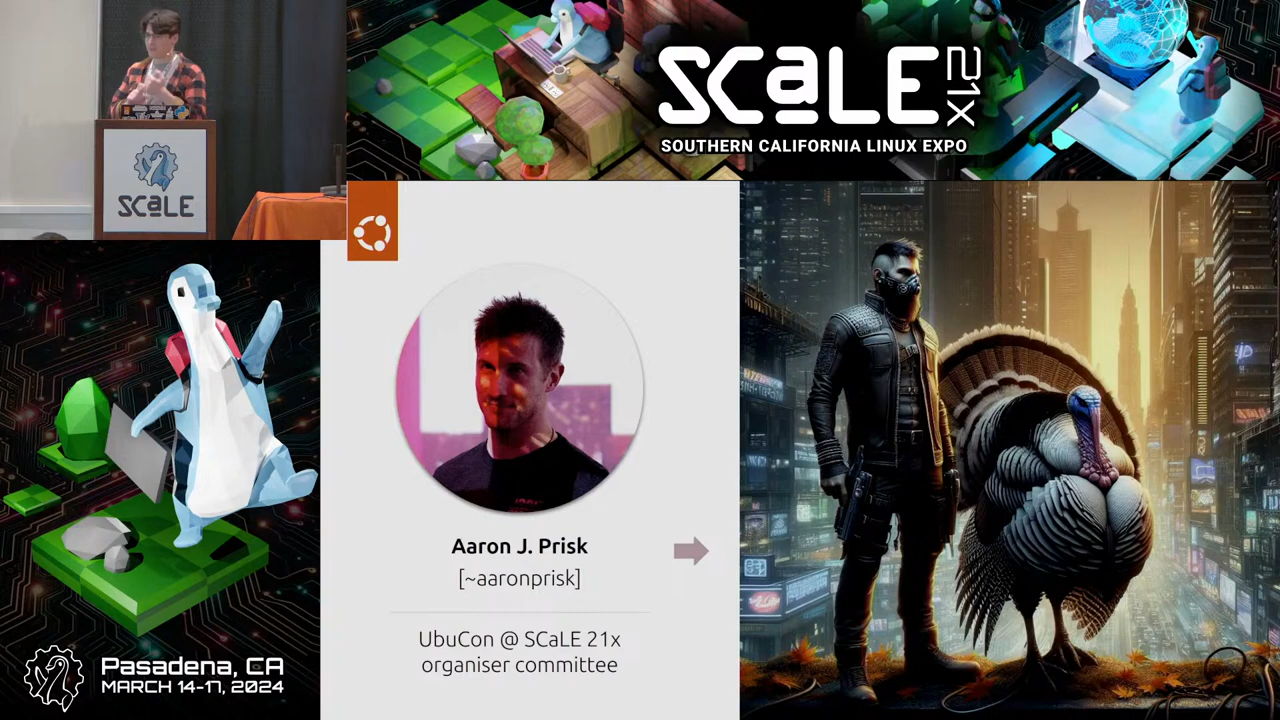 SCaLE 21x
SOUTHERN CALIFORNIA LINUX EXPO
SCaLE
Aaron J. Prisk
[~aaronprisk]
UbuCon @ SCaLE 21x
organiser committee
Pasadena, CA
MARCH 14-17, 2024